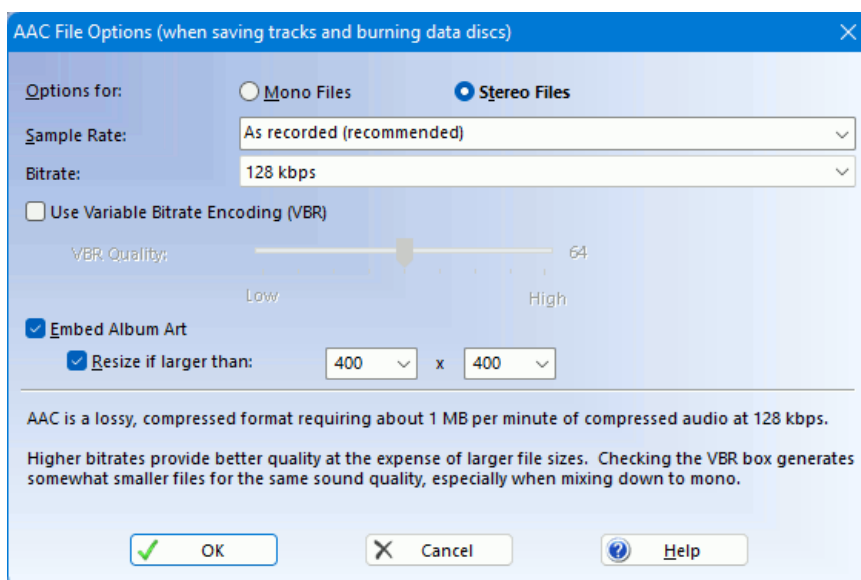 AAC File Options (when saving tracks and burning data discs)
Options for: Mono Files Stereo Files
Sample Rate: As recorded (recommended)
Bitrate: 128 kbps
Use Variable Bitrate Encoding (VBR)
VBR Quality: 64
Low High
Embed Album Art
Resize if larger than: 400 x 400
AAC is a lossy, compressed format requiring about 1 MB per minute of compressed audio at 128 kbps.
Higher bitrates provide better quality at the expense of larger file sizes. Checking the VBR box generates
somewhat smaller files for the same sound quality, especially when mixing down to mono.
OK Cancel Help